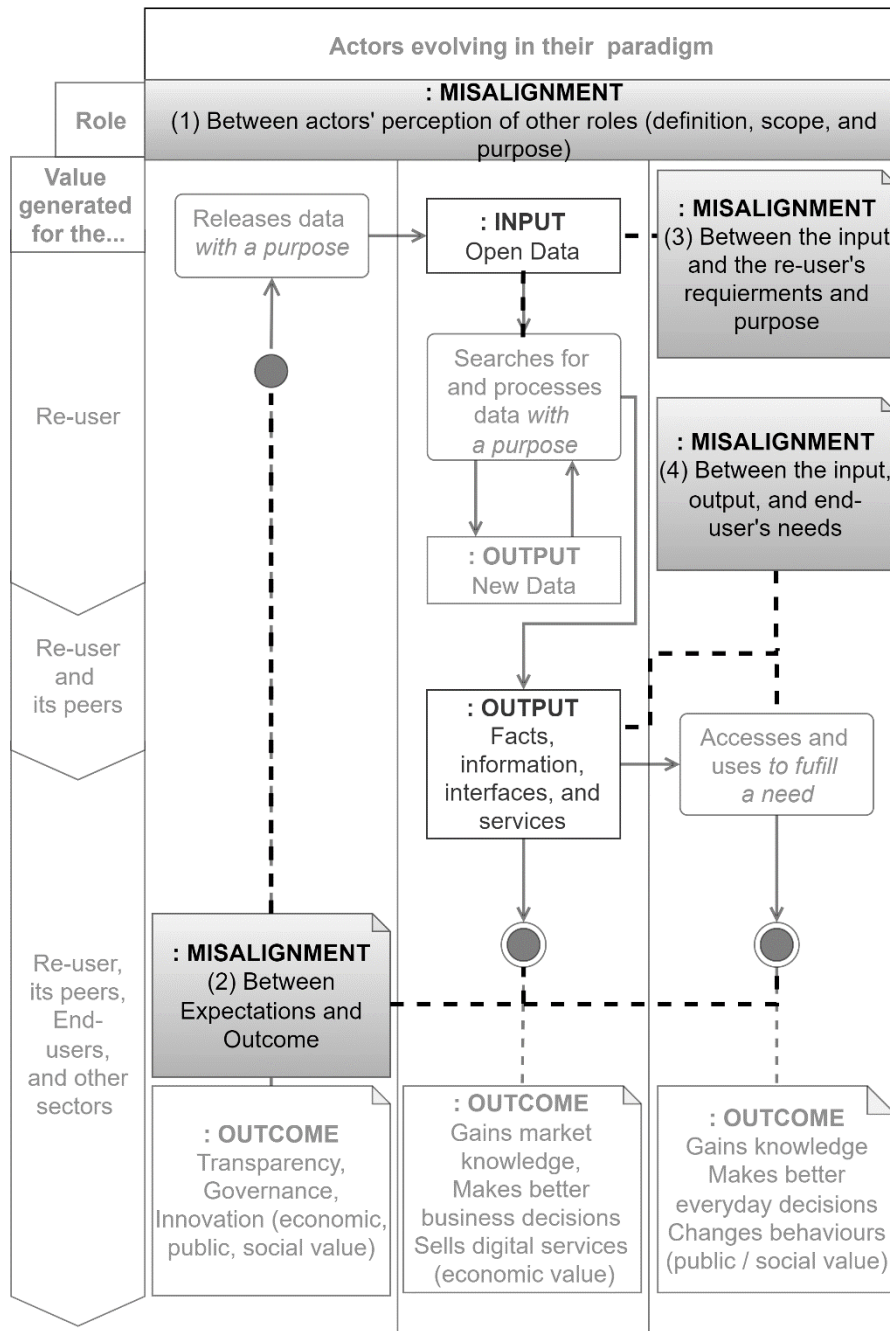 Actors evolving in their paradigm
Role
: MISALIGNMENT
(1) Between actors' perception of other roles (definition, scope, and
purpose)
Value
generated
for the...
Releases data
with a purpose
: INPUT
Open Data
: MISALIGNMENT
(3) Between the input
and the re-user's
requierments and
purpose
Re-user
Searches for
and processes
data with
a purpose
: MISALIGNMENT
(4) Between the input,
output, and end-
user's needs
: OUTPUT
New Data
Re-user
and
its peers
: OUTPUT
Facts,
information,
interfaces, and
services
Accesses and
uses to fufill
a need
Re-user,
its peers,
End-
users,
and other
sectors
: MISALIGNMENT
(2) Between
Expectations and
Outcome
: OUTCOME
Transparency,
Governance,
Innovation (economic,
public, social value)
: OUTCOME
Gains market
knowledge,
Makes better
business decisions
Sells digital services
(economic value)
: OUTCOME
Gains knowledge
Makes better
everyday decisions
Changes behaviours
(public / social value)